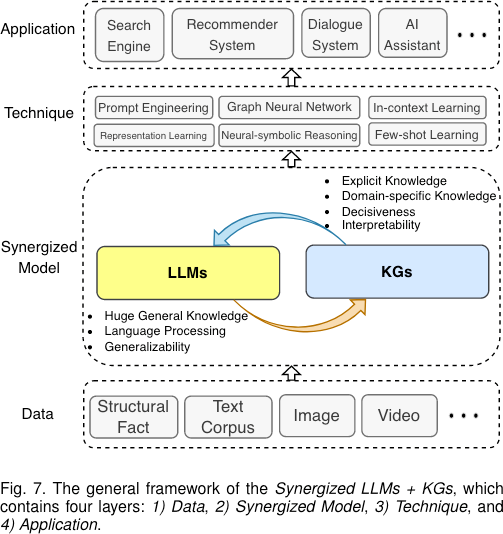 Application
Search Engine
Recommender System
Dialogue System
AI Assistant
• • •
Technique
Prompt Engineering
Graph Neural Network
In-context Learning
Representation Learning
Neural-symbolic Reasoning
Few-shot Learning
• Explicit Knowledge
• Domain-specific Knowledge
• Decisiveness
• Interpretability
Synergized Model
LLMs
KGs
• Huge General Knowledge
• Language Processing
• Generalizability
Data
Structural Fact
Text Corpus
Image
Video
• • •
Fig. 7. The general framework of the Synergized LLMs + KGs, which
contains four layers: 1) Data, 2) Synergized Model, 3) Technique, and
4) Application.